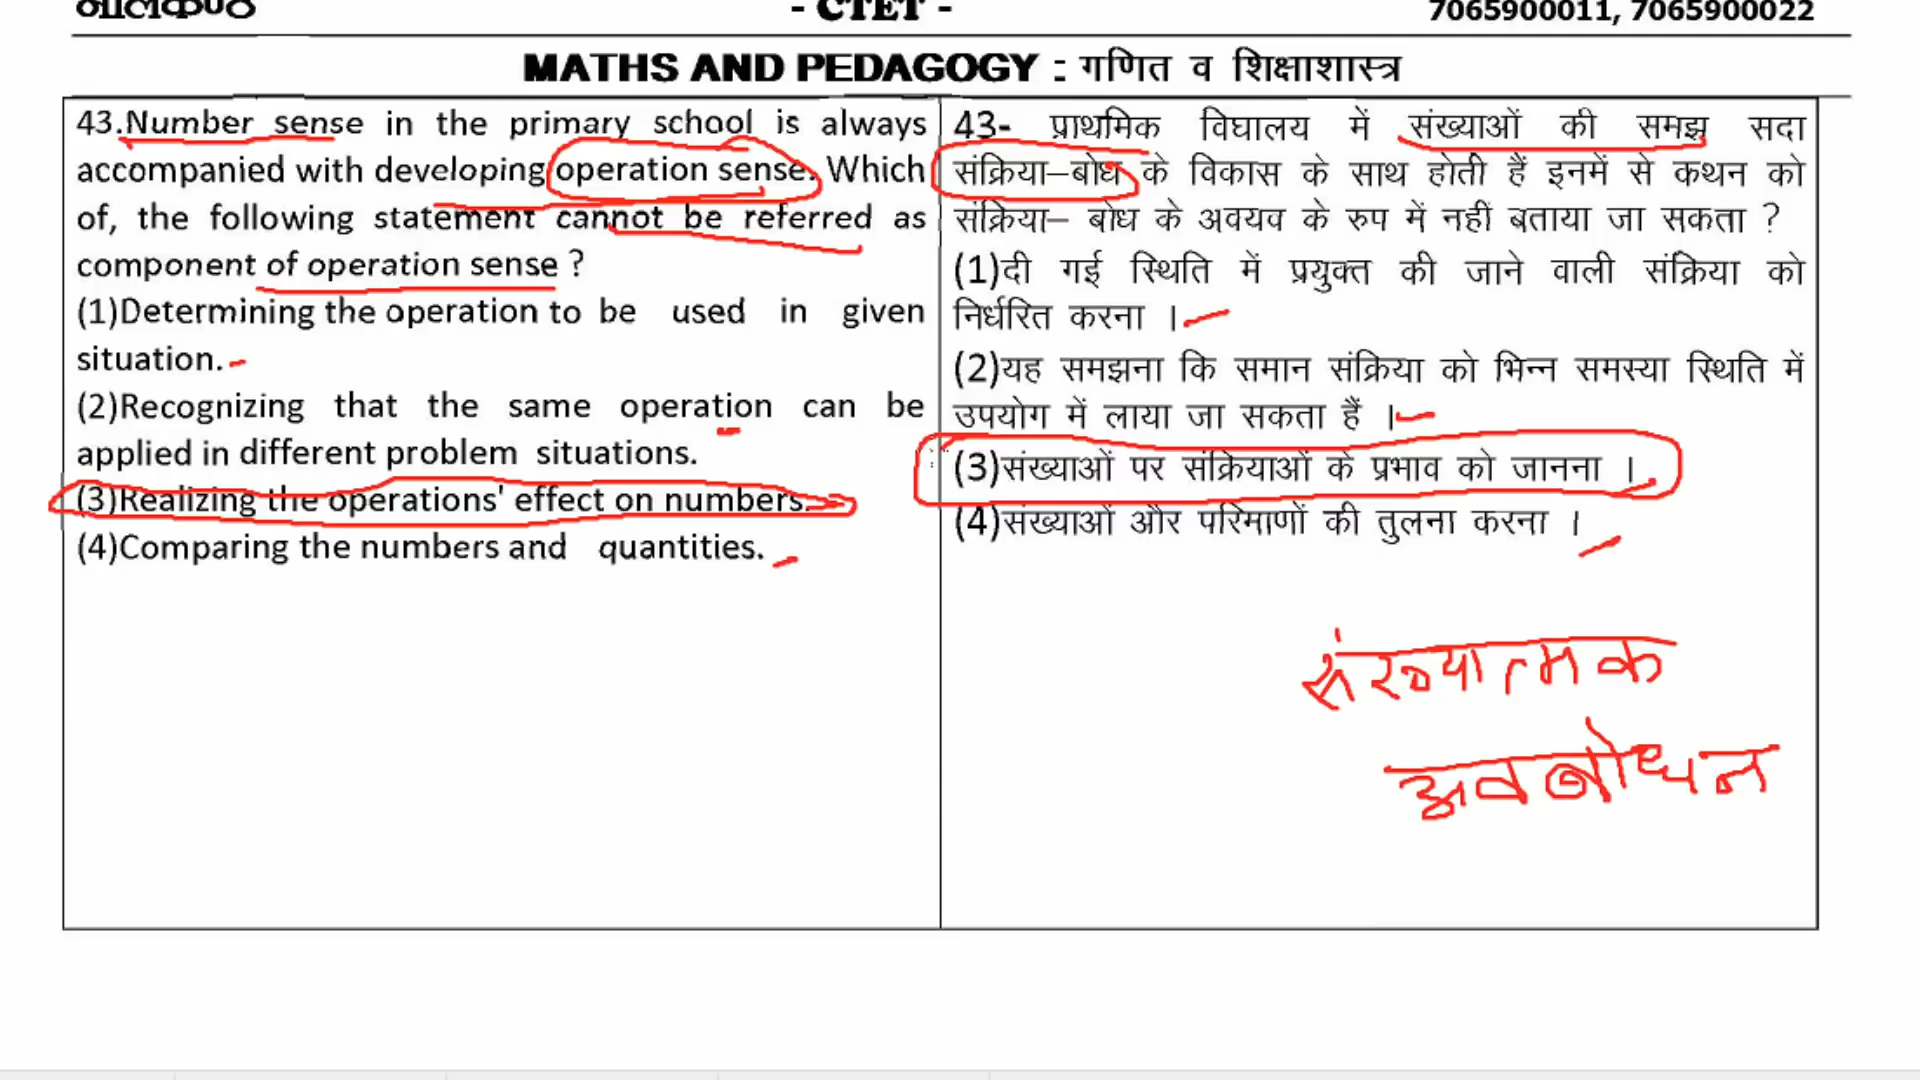 - CTET -
7065900011, 7065900022
MATHS AND PEDAGOGY : गणित व शिक्षाशास्त्र
43.Number sense in the primary school is always
accompanied with developing operation sense. Which
of, the following statement cannot be referred as
component of operation sense ?
(1)Determining the operation to be used in given
situation.
(2)Recognizing that the same operation can be
applied in different problem situations.
(3)Realizing the operations' effect on numbers.
(4)Comparing the numbers and quantities.
43- प्राथमिक विघालय में संख्याओं की समझ सदा
संक्रिया–बोध के विकास के साथ होती हैं इनमें से कथन को
संक्रिया– बोध के अवयव के रुप में नहीं बताया जा सकता ?
(1)दी गई स्थिति में प्रयुक्त की जाने वाली संक्रिया को
निर्धरित करना ।
(2)यह समझना कि समान संक्रिया को भिन्न समस्या स्थिति में
उपयोग में लाया जा सकता हैं ।
(3)संख्याओं पर संक्रियाओं के प्रभाव को जानना ।
(4)संख्याओं और परिमाणों की तुलना करना ।
संख्यात्मक
अवबोधन